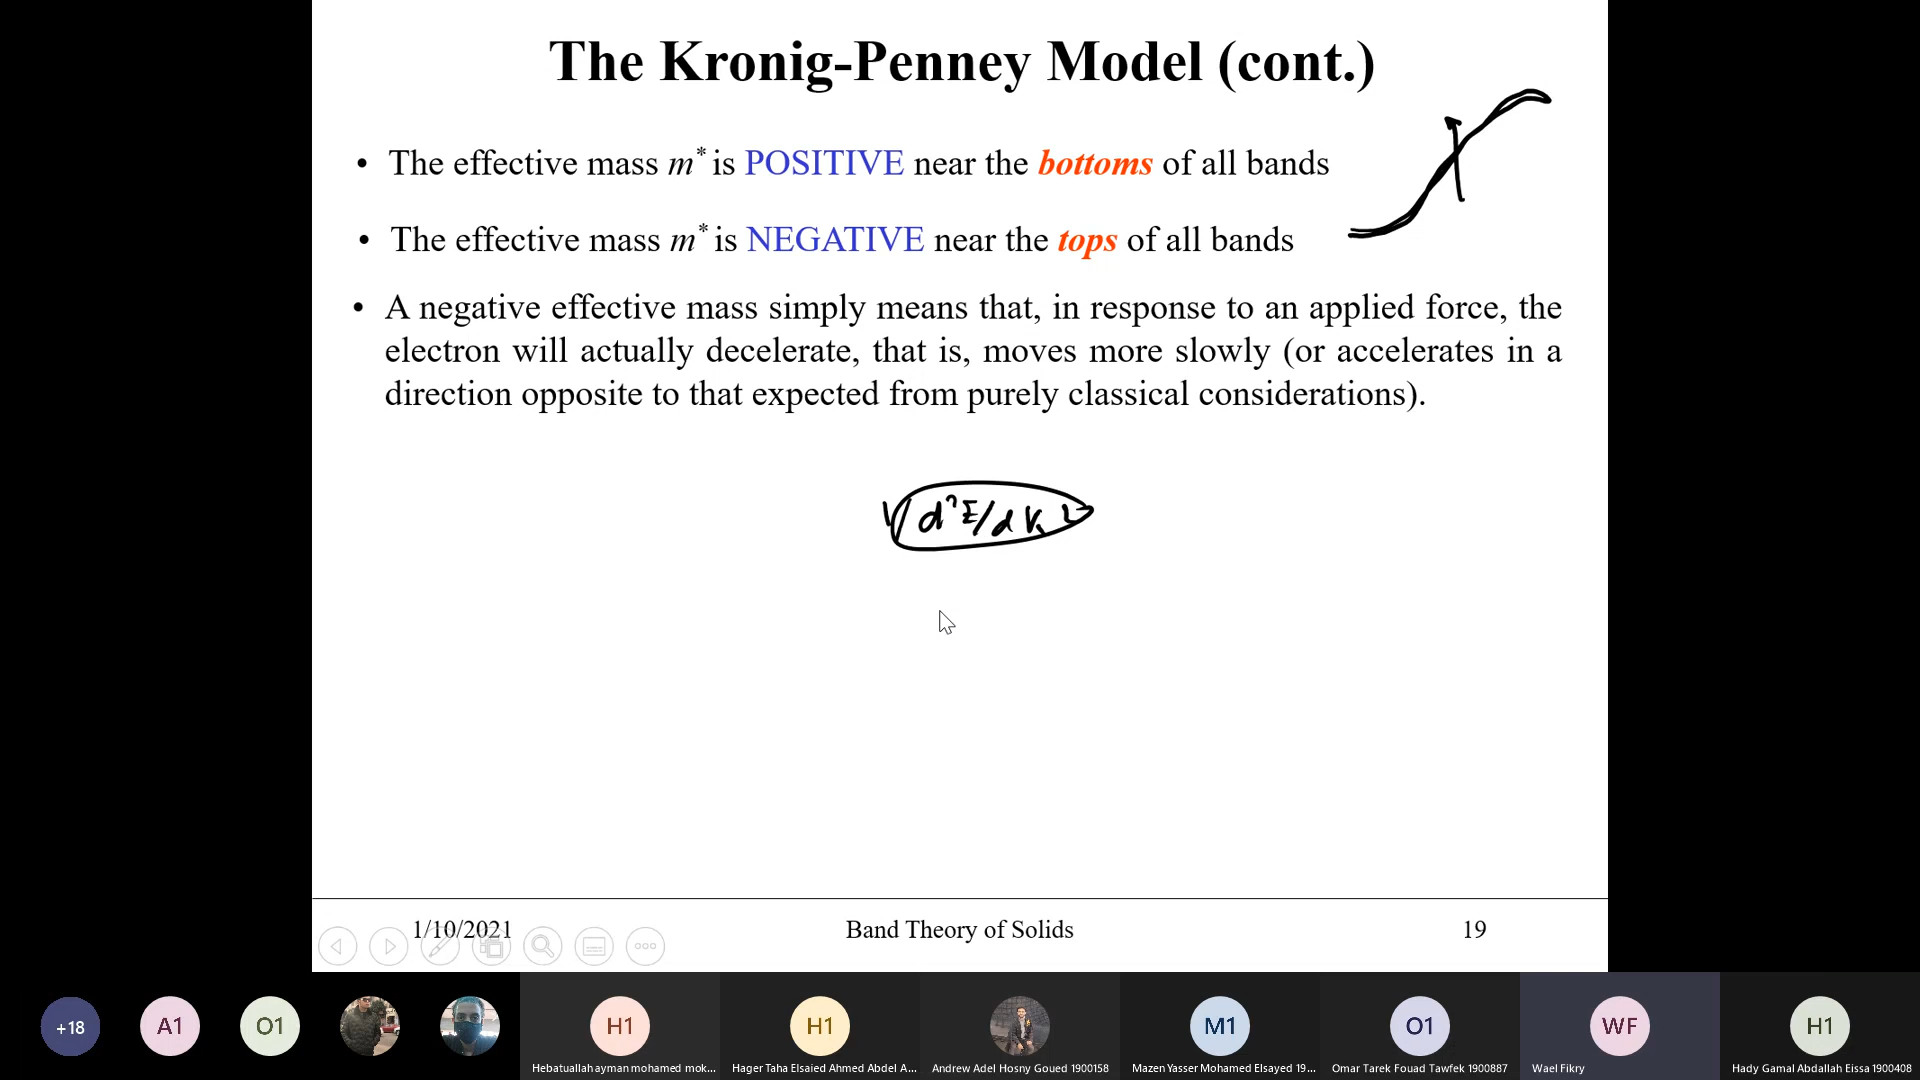 The Kronig-Penney Model (cont.)
• The effective mass m* is POSITIVE near the bottoms of all bands
• The effective mass m* is NEGATIVE near the tops of all bands
• A negative effective mass simply means that, in response to an applied force, the
electron will actually decelerate, that is, moves more slowly (or accelerates in a
direction opposite to that expected from purely classical considerations).
1/d²E/dk²
1/10/2021 Band Theory of Solids 19
+18 A1 O1 H1 H1 M1 O1 WF H1
Hebatuallah ayman mohamed mok... Hager Taha Elsaied Ahmed Abdel A... Andrew Adel Hosny Goued 1900158 Mazen Yasser Mohamed Elsayed 19... Omar Tarek Fouad Tawfek 1900887 Wael Fikry Hady Gamal Abdallah Eissa 1900408